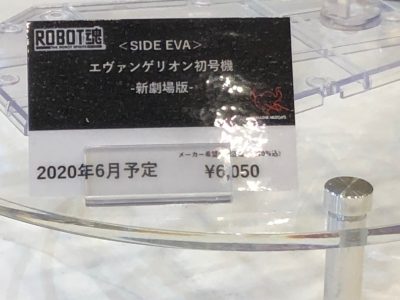 ROBOT魂
＜SIDE EVA＞
エヴァンゲリオン初号機
-新劇場版-
2020年6月予定
¥6,050